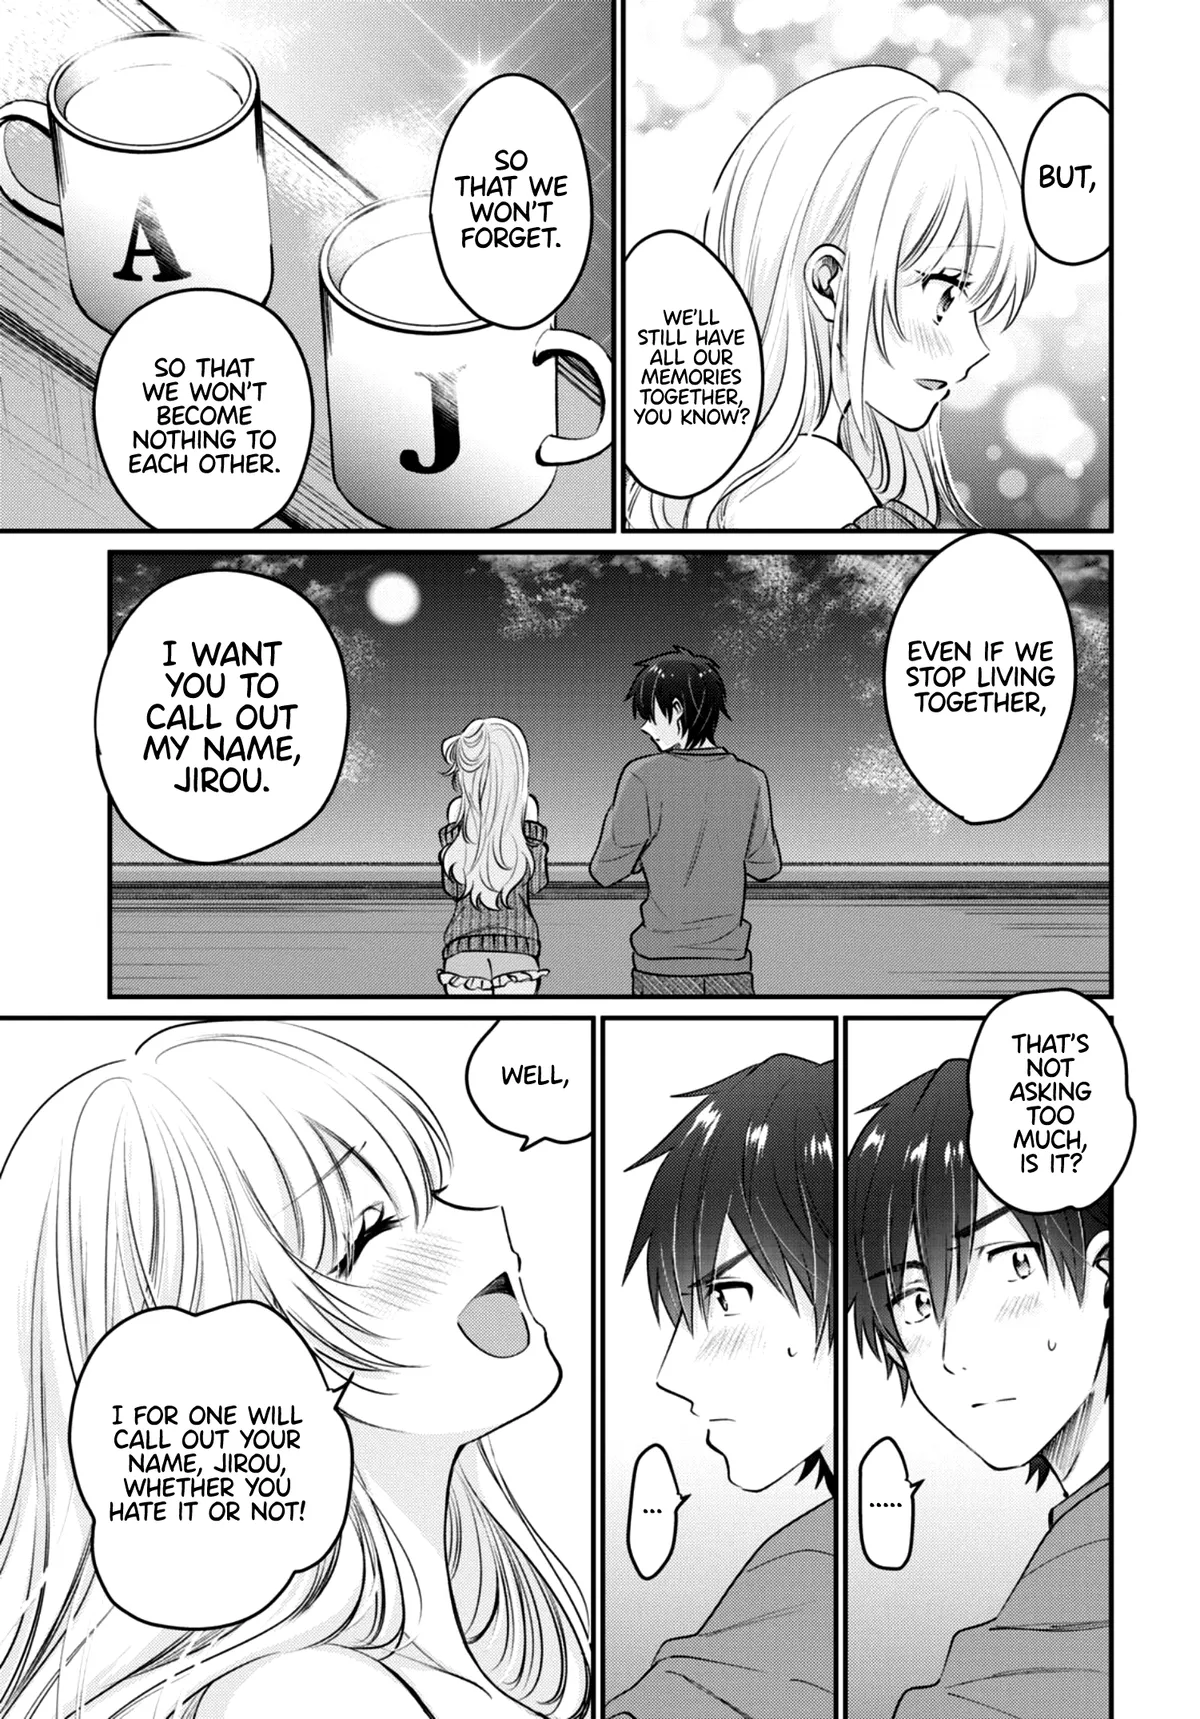 BUT,
WE'LL
STILL HAVE
ALL OUR
MEMORIES
TOGETHER,
YOU KNOW?
SO
THAT WE
WON'T
FORGET.
A
J
SO THAT
WE WON'T
BECOME
NOTHING TO
EACH OTHER.
EVEN IF WE
STOP LIVING
TOGETHER,
I WANT
YOU TO
CALL OUT
MY NAME,
JIROU.
THAT'S
NOT
ASKING
TOO
MUCH,
IS IT?
.....
...
WELL,
I FOR ONE WILL
CALL OUT YOUR
NAME, JIROU,
WHETHER YOU
HATE IT OR NOT!